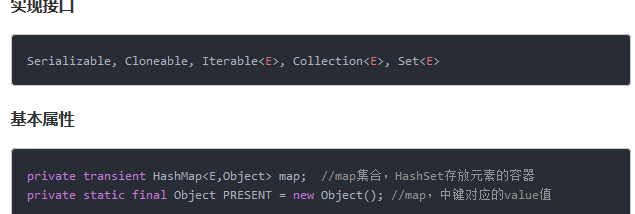 实现接口
Serializable, Cloneable, Iterable<E>, Collection<E>, Set<E>
基本属性
private transient HashMap<E,Object> map;  //map集合，HashSet存放元素的容器
private static final Object PRESENT = new Object(); //map，中键对应的value值